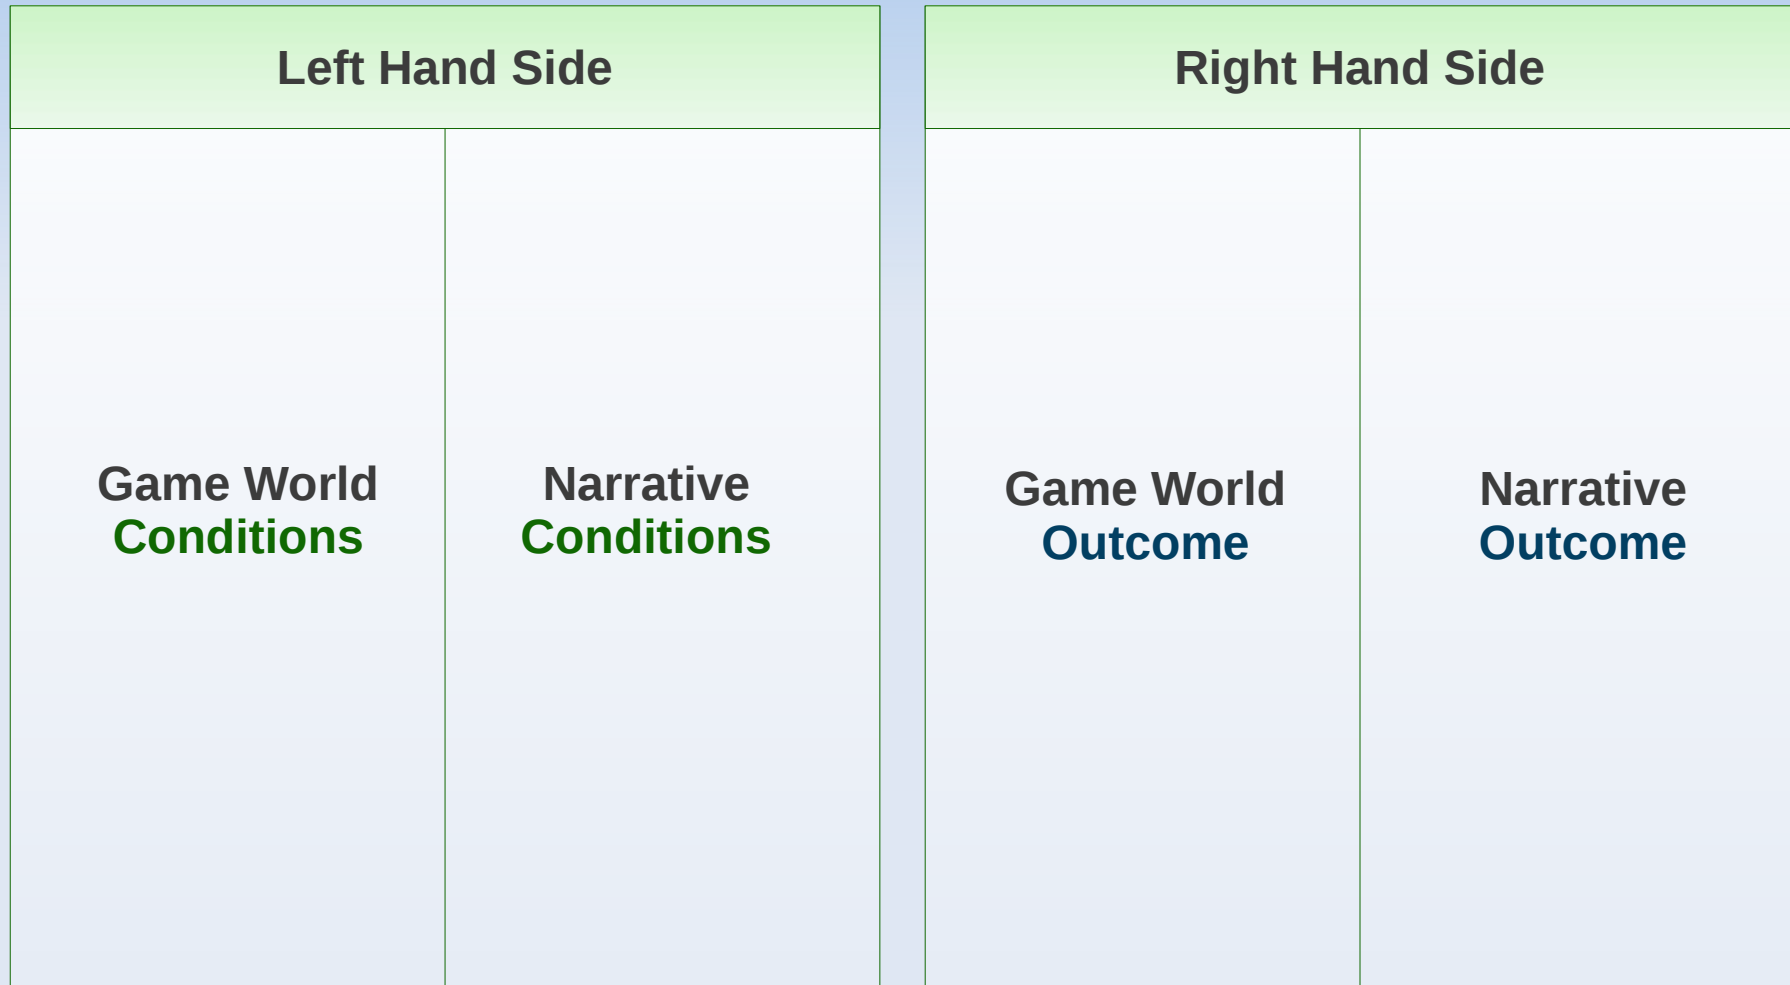 Left Hand Side
Right Hand Side
Game World
Conditions
Narrative
Conditions
Game World
Outcome
Narrative
Outcome